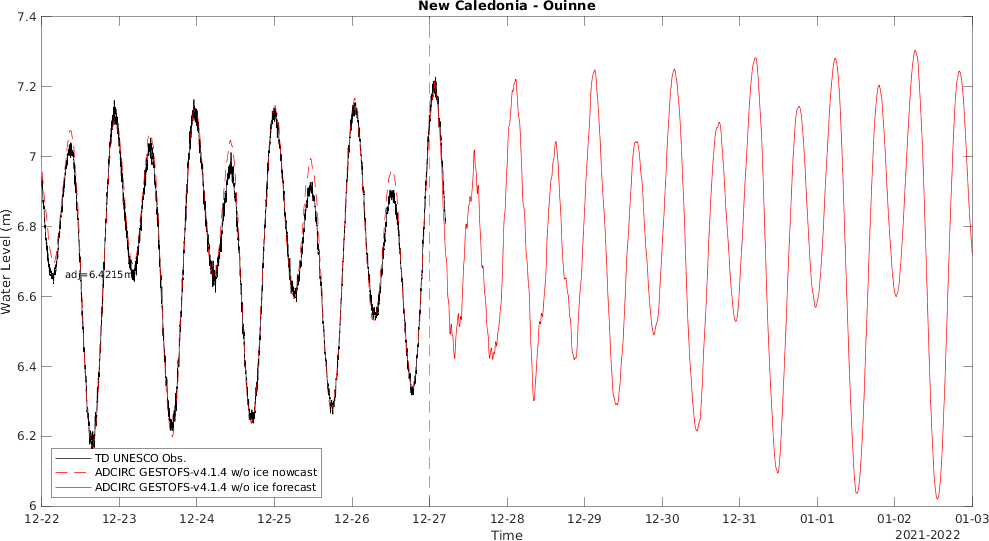 New Caledonia - Ouinne
7.4
7.2
7
6.8
6.6
6.4
6.2
6
Water Level (m)
adj=6.4215m
TD UNESCO Obs.
ADCIRC GESTOFS-v4.1.4 w/o ice nowcast
ADCIRC GESTOFS-v4.1.4 w/o ice forecast
12-22 12-23 12-24 12-25 12-26 12-27 12-28 12-29 12-30 12-31 01-01 01-02 01-03
Time
2021-2022